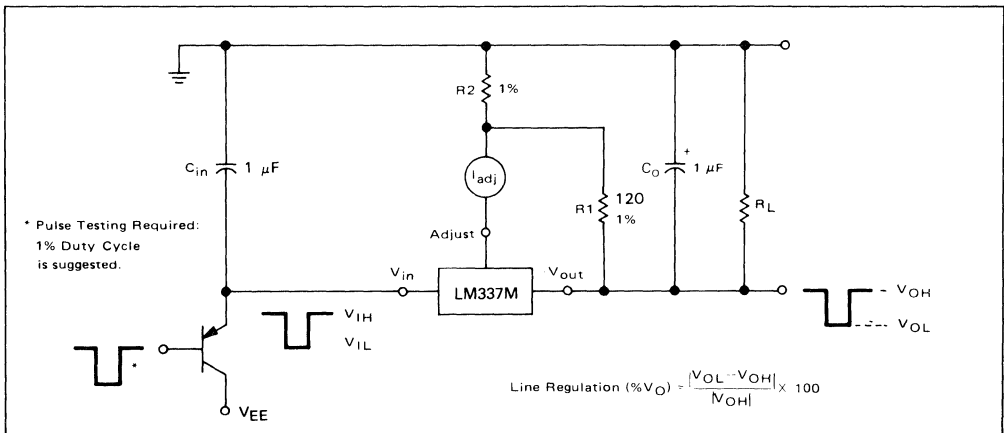 R2 1%
C_in 1 μF
I_adj
+
C_O 1 μF
R1 120
1%
R_L
* Pulse Testing Required:
1% Duty Cycle
is suggested.
Adjust
V_in
LM337M
V_out
V_IH
V_IL
V_OH
V_OL
*
V_EE
Line Regulation (%V_O) = |V_OL - V_OH| / |V_OH| × 100